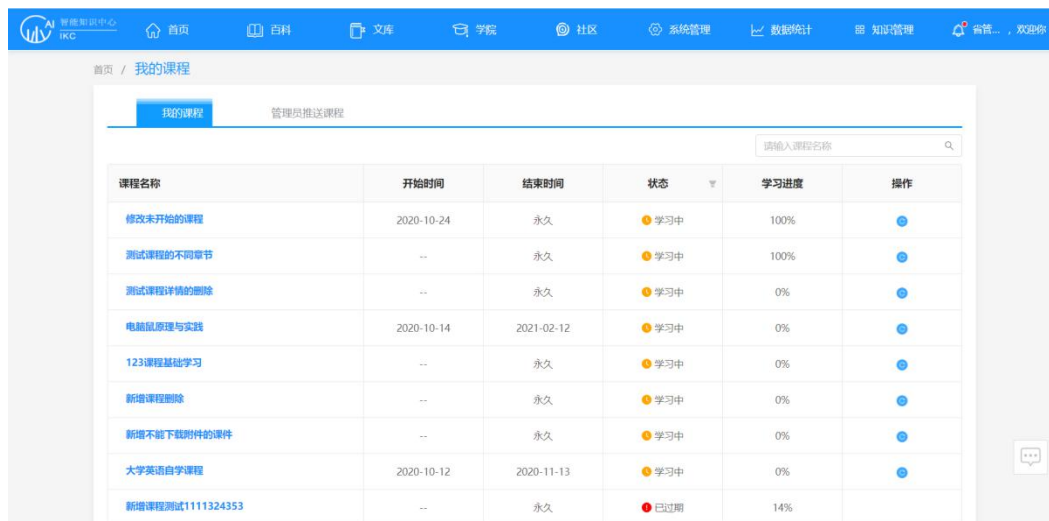 智能知识中心
AI
IKC
首页 百科 文库 学院 社区 系统管理 数据统计 知识管理 省管... , 欢迎你
首页 / 我的课程
我的课程 管理员推送课程
请输入课程名称
课程名称 开始时间 结束时间 状态 学习进度 操作
修改未开始的课程 2020-10-24 永久 学习中 100%
测试课程的不同章节 -- 永久 学习中 100%
测试课程详情的删除 -- 永久 学习中 0%
电脑鼠原理与实践 2020-10-14 2021-02-12 学习中 0%
123课程基础学习 -- 永久 学习中 0%
新增课程删除 -- 永久 学习中 0%
新增不能下载附件的课件 -- 永久 学习中 0%
大学英语自学课程 2020-10-12 2020-11-13 学习中 0%
新增课程测试1111324353 -- 永久 已过期 14%